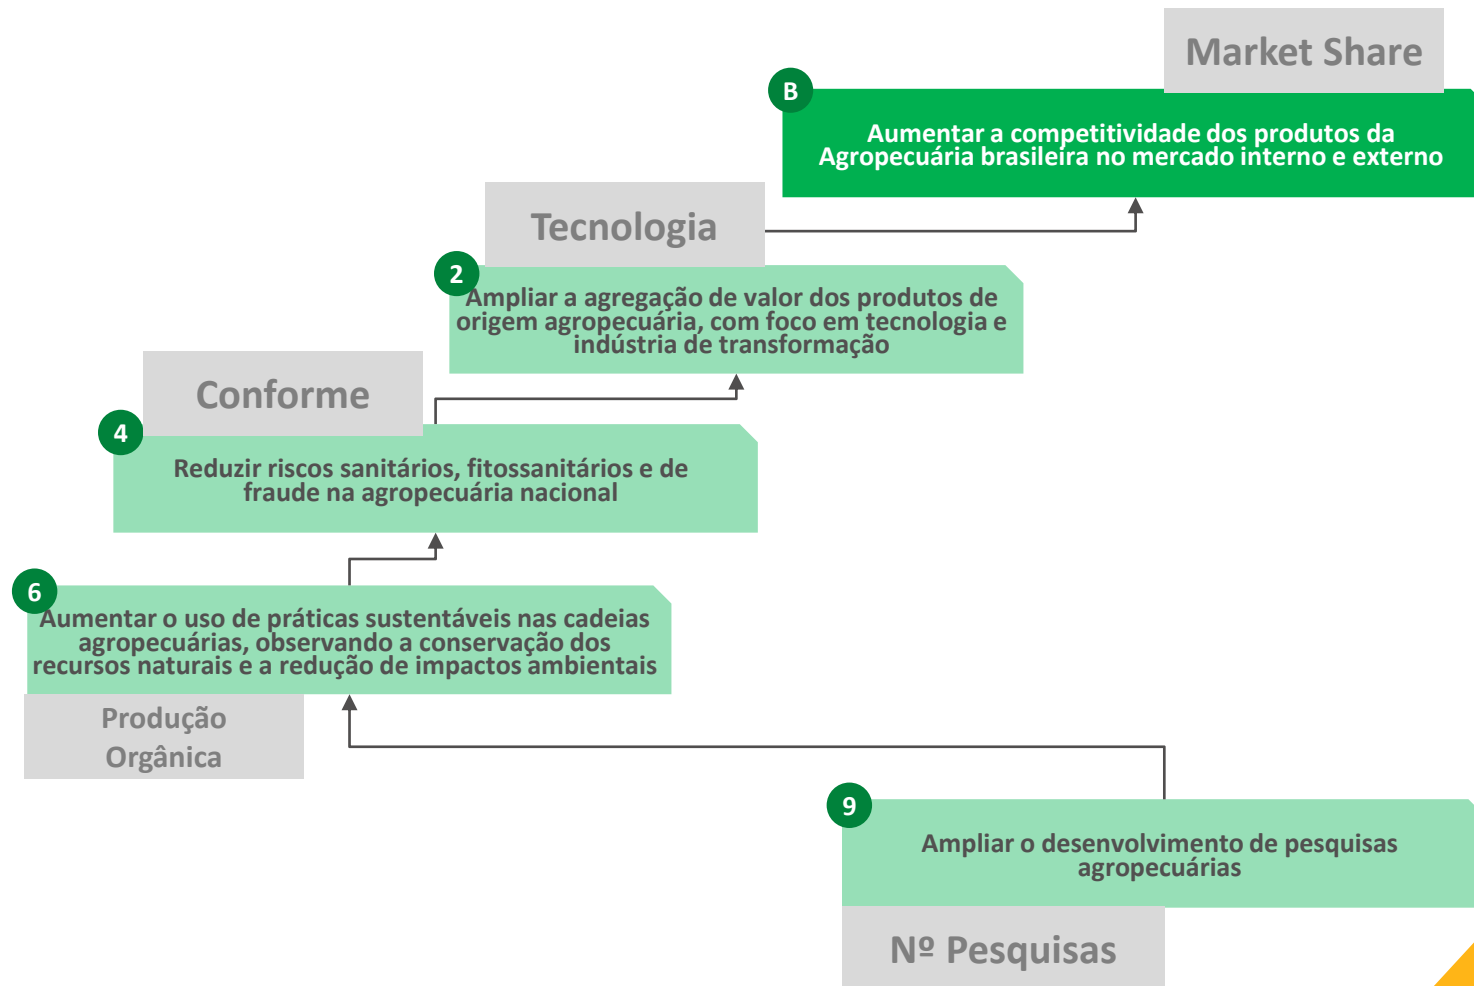 Market Share
B
Aumentar a competitividade dos produtos da
Agropecuária brasileira no mercado interno e externo
Tecnologia
2
Ampliar a agregação de valor dos produtos de
origem agropecuária, com foco em tecnologia e
indústria de transformação
Conforme
4
Reduzir riscos sanitários, fitossanitários e de
fraude na agropecuária nacional
6
Aumentar o uso de práticas sustentáveis nas cadeias
agropecuárias, observando a conservação dos
recursos naturais e a redução de impactos ambientais
Produção
Orgânica
9
Ampliar o desenvolvimento de pesquisas
agropecuárias
Nº Pesquisas